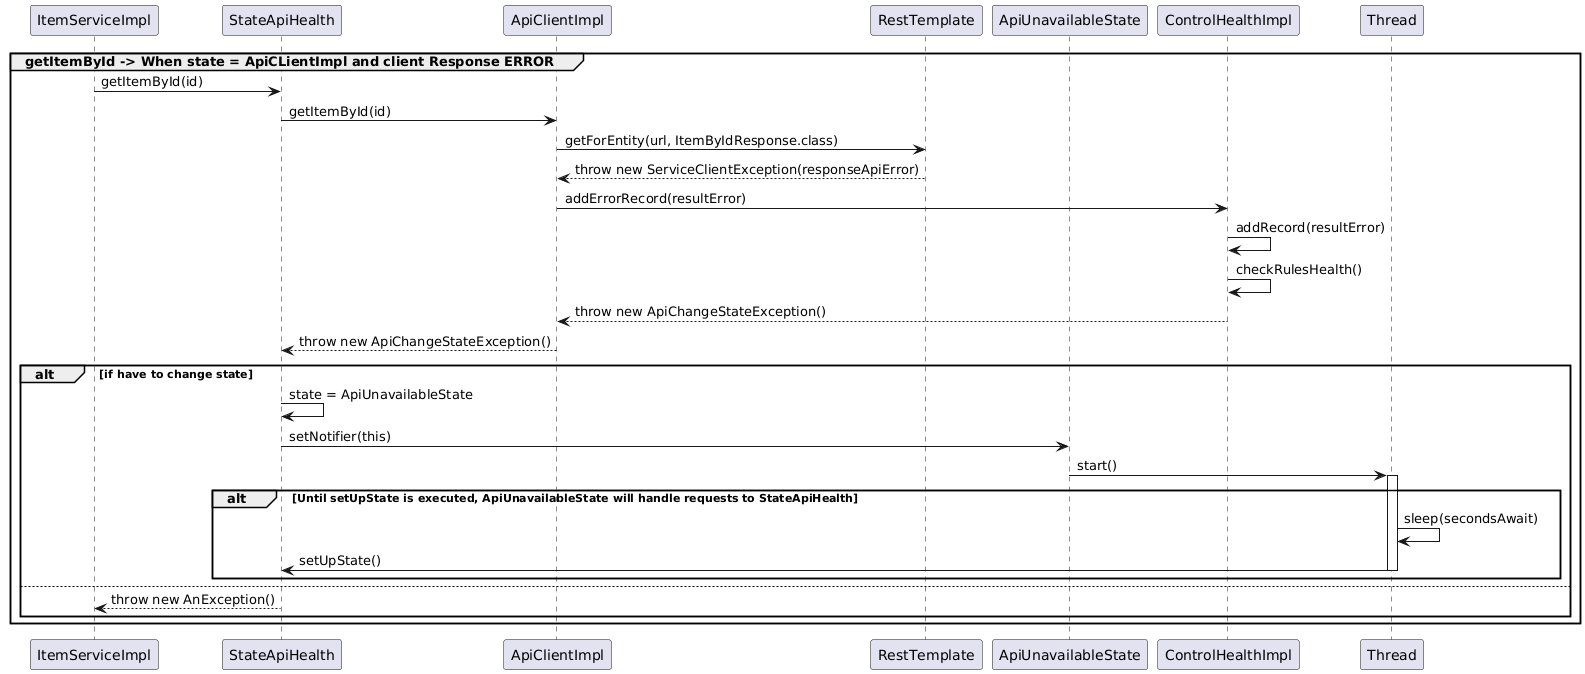 ItemServiceImpl StateApiHealth ApiClientImpl RestTemplate ApiUnavailableState ControlHealthImpl Thread
getItemById -> When state = ApiCLientImpl and client Response ERROR
getItemById(id)
getItemById(id)
getForEntity(url, ItemByIdResponse.class)
throw new ServiceClientException(responseApiError)
addErrorRecord(resultError)
addRecord(resultError)
checkRulesHealth()
throw new ApiChangeStateException()
throw new ApiChangeStateException()
alt [if have to change state]
state = ApiUnavailableState
setNotifier(this)
start()
alt [Until setUpState is executed, ApiUnavailableState will handle requests to StateApiHealth]
sleep(secondsAwait)
setUpState()
throw new AnException()
ItemServiceImpl StateApiHealth ApiClientImpl RestTemplate ApiUnavailableState ControlHealthImpl Thread